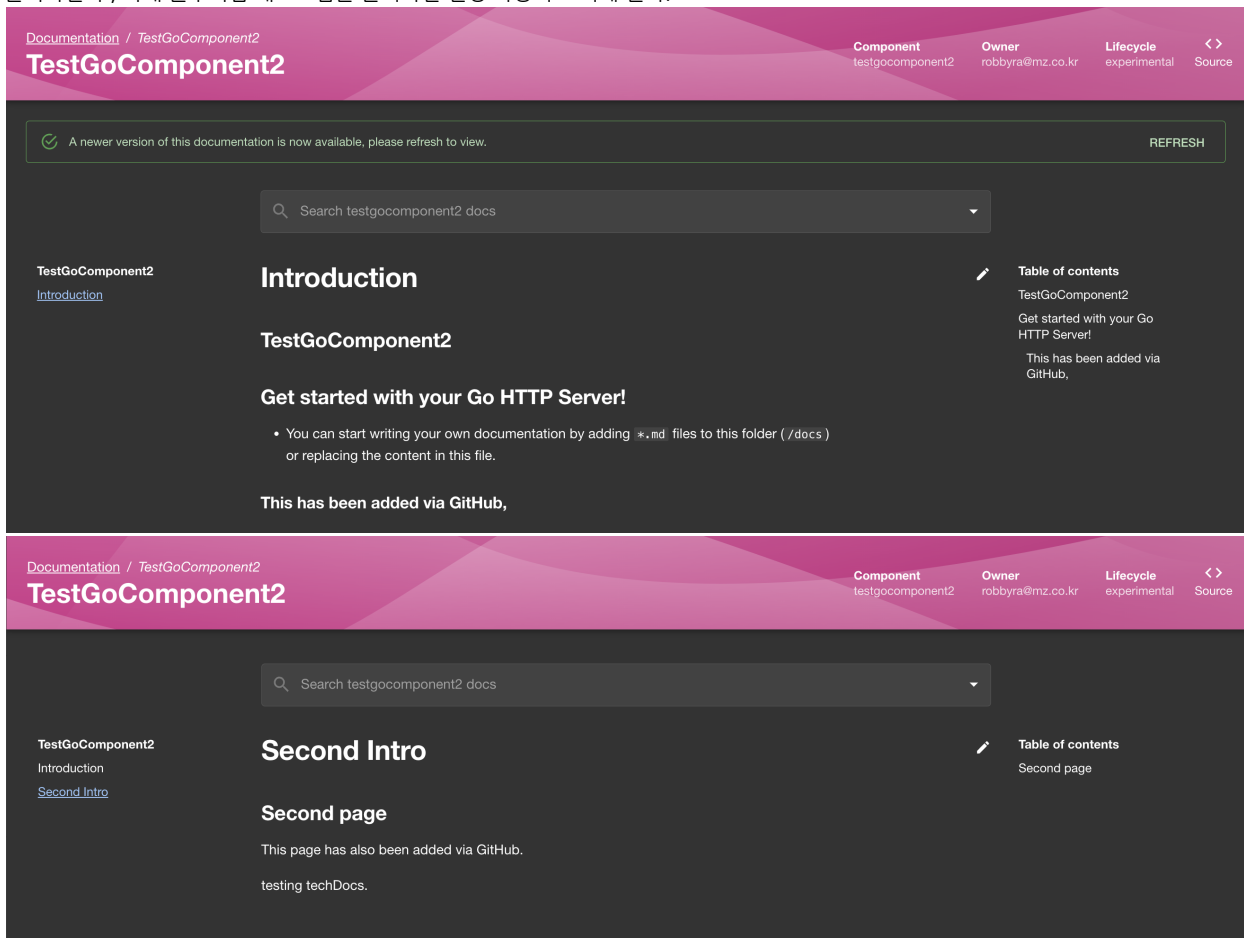 Documentation / TestGoComponent2
TestGoComponent2
Component
testgocomponent2
Owner
robbyra@mz.co.kr
Lifecycle
experimental
Source
A newer version of this documentation is now available, please refresh to view.
REFRESH
Search testgocomponent2 docs
TestGoComponent2
Introduction
Introduction
TestGoComponent2
Get started with your Go HTTP Server!
• You can start writing your own documentation by adding *.md files to this folder (/docs)
or replacing the content in this file.
This has been added via GitHub,
Table of contents
TestGoComponent2
Get started with your Go
HTTP Server!
This has been added via
GitHub,
Documentation / TestGoComponent2
TestGoComponent2
Component
testgocomponent2
Owner
robbyra@mz.co.kr
Lifecycle
experimental
Source
Search testgocomponent2 docs
TestGoComponent2
Introduction
Second Intro
Second Intro
Second page
This page has also been added via GitHub.
testing techDocs.
Table of contents
Second page